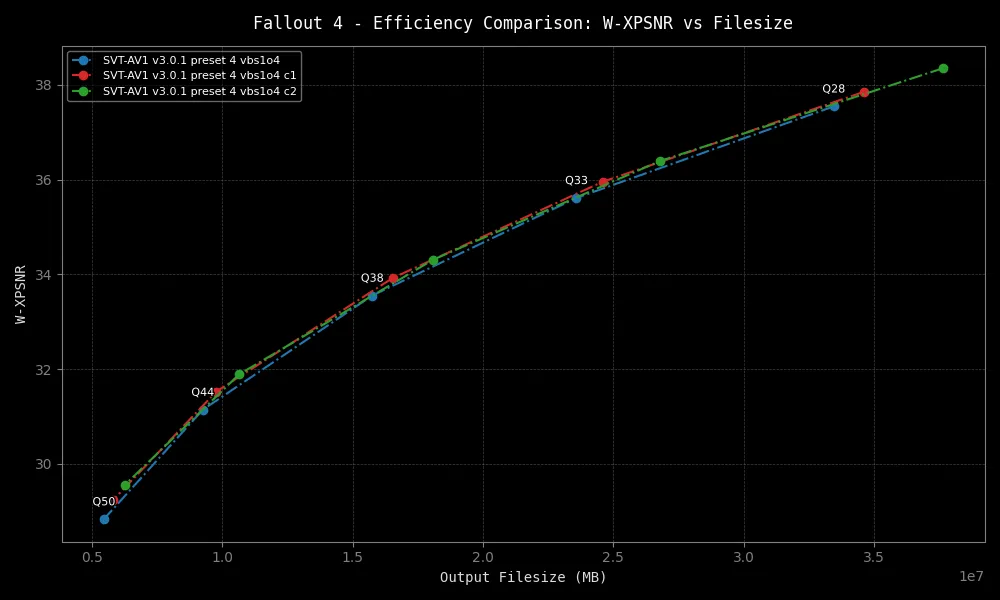 Fallout 4 - Efficiency Comparison: W-XPSNR vs Filesize
SVT-AV1 v3.0.1 preset 4 vbs1o4
SVT-AV1 v3.0.1 preset 4 vbs1o4 c1
SVT-AV1 v3.0.1 preset 4 vbs1o4 c2
W-XPSNR
38
36
34
32
30
Q28
Q33
Q38
Q44
Q50
0.5 1.0 1.5 2.0 2.5 3.0 3.5
1e7
Output Filesize (MB)